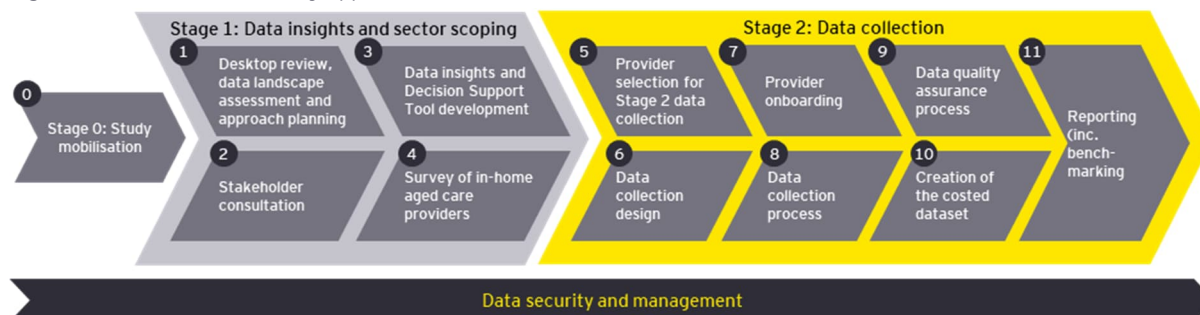 Stage 1: Data insights and sector scoping
Stage 2: Data collection
0
Stage 0: Study
mobilisation
1
Desktop review,
data landscape
assessment and
approach planning
2
Stakeholder
consultation
3
Data insights and
Decision Support
Tool development
4
Survey of in-home
aged care
providers
5
Provider
selection for
Stage 2 data
collection
6
Data
collection
design
7
Provider
onboarding
8
Data
collection
process
9
Data quality
assurance
process
10
Creation of
the costed
dataset
11
Reporting
(inc.
bench-
marking
Data security and management